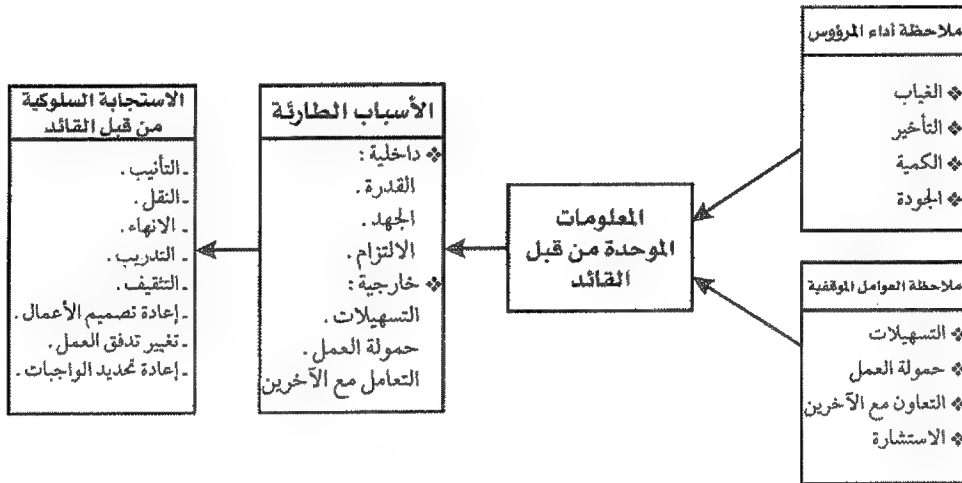 ملاحظة أداء المرؤوس
❖ الغياب
❖ التأخير
❖ الكمية
❖ الجودة
ملاحظة العوامل الموقفية
❖ التسهيلات
❖ حمولة العمل
❖ التعاون مع الآخرين
❖ الاستشارة
المعلومات
الموحدة من قبل
القائد
الأسباب الطارئة
❖ داخلية :
القدرة .
الجهد .
الالتزام .
❖ خارجية :
التسهيلات .
حمولة العمل .
التعامل مع الآخرين
الاستجابة السلوكية
من قبل القائد
ـ التأنيب .
ـ النقل .
ـ الانهاء .
ـ التدريب .
ـ التثقيف .
ـ إعادة تصميم الأعمال .
ـ تغيير تدفق العمل .
ـ إعادة تحديد الواجبات .